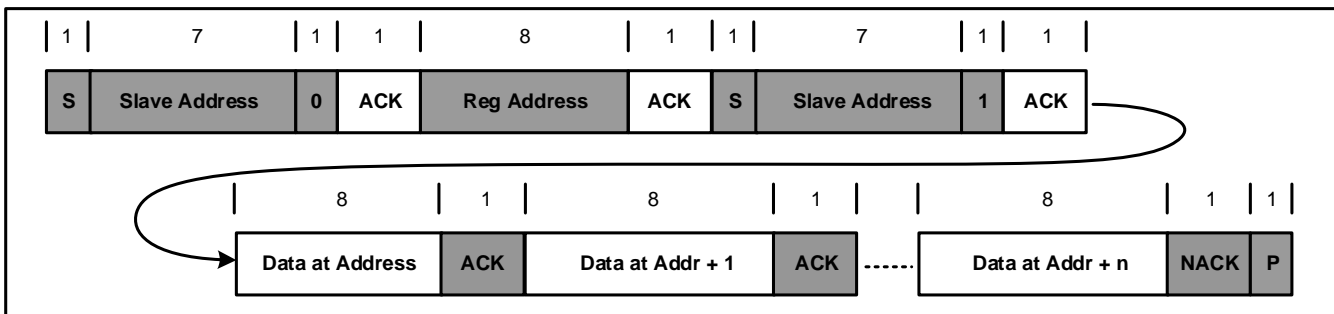 1 7 1 1 8 1 1 7 1 1
S Slave Address 0 ACK Reg Address ACK S Slave Address 1 ACK
8 1 8 1 8 1 1
Data at Address ACK Data at Addr + 1 ACK Data at Addr + n NACK P